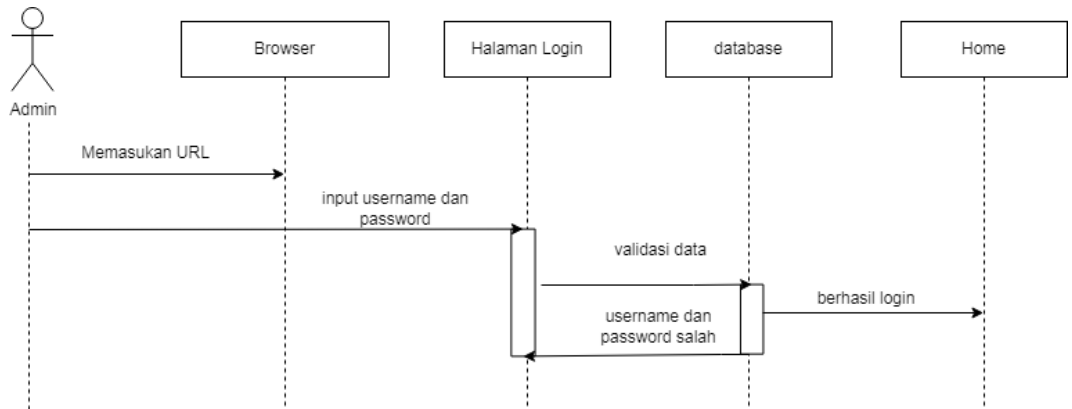 Browser
Halaman Login
database
Home
Admin
Memasukan URL
input username dan
password
validasi data
berhasil login
username dan
password salah